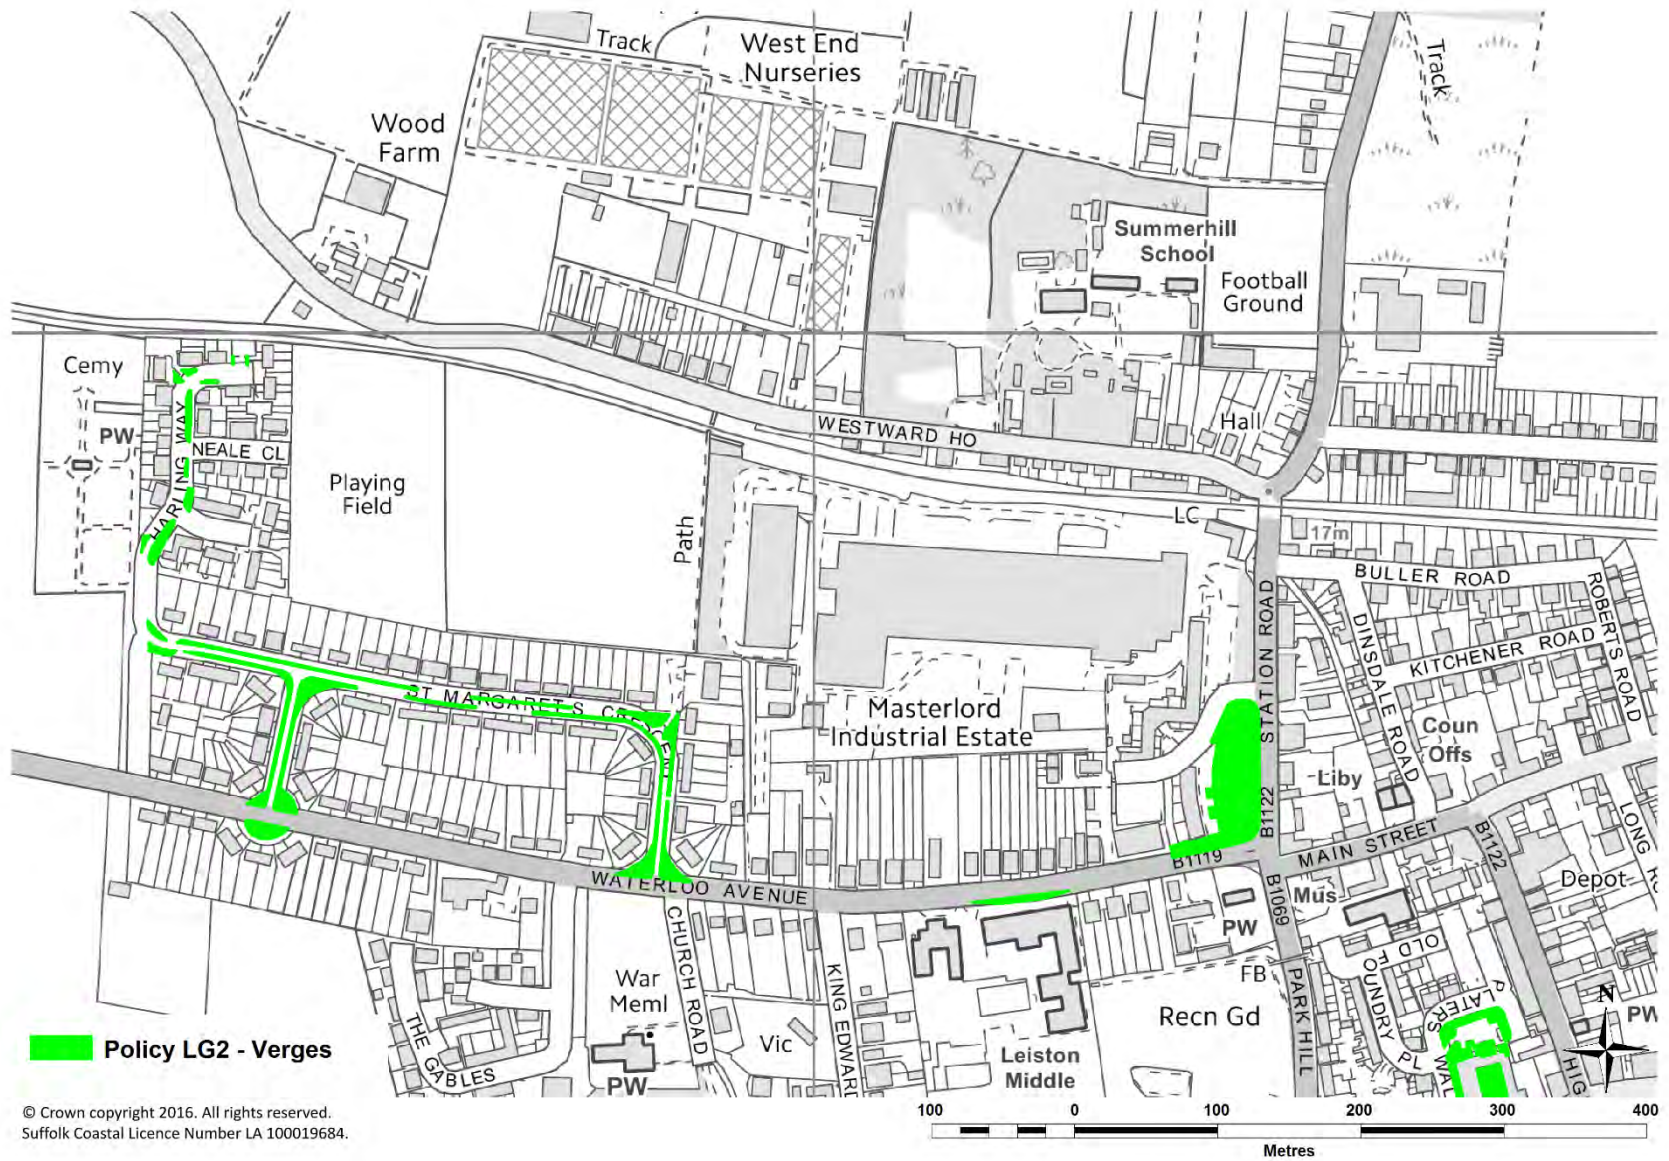 Track
West End
Nurseries
Track
Wood
Farm
Summerhill
School
Football
Ground
Cemy
PW
HARLING WAY
NEALE CL
Playing
Field
Path
WESTWARD HO
Hall
LC
17m
BULLER ROAD
ROBERTS ROAD
DINSDALE ROAD
KITCHENER ROAD
STATION ROAD
B1122
ST MARGARET'S CRESCENT
Masterlord
Industrial Estate
Coun
Offs
Liby
MAIN STREET
B1122
LONG
B1119
WATERLOO AVENUE
B1069
Mus
Depot
PW
OLD
FOUNDRY PL
FB
PARK HILL
CHURCH ROAD
KING EDWARD
War
Meml
Recn Gd
PLATERS WAL
N
PW
THE GABLES
Vic
Leiston
Middle
PW
HIG
Policy LG2 - Verges
© Crown copyright 2016. All rights reserved.
Suffolk Coastal Licence Number LA 100019684.
100 0 100 200 300 400
Metres